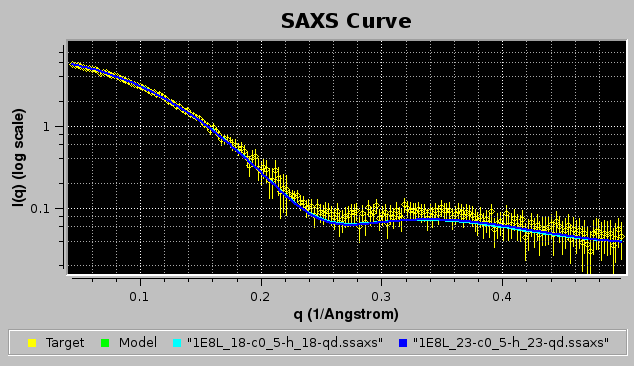 SAXS Curve
I(q) (log scale)
1
0.1
0.1 0.2 0.3 0.4
q (1/Angstrom)
Target Model "1E8L_18-c0_5-h_18-qd.ssaxs" "1E8L_23-c0_5-h_23-qd.ssaxs"